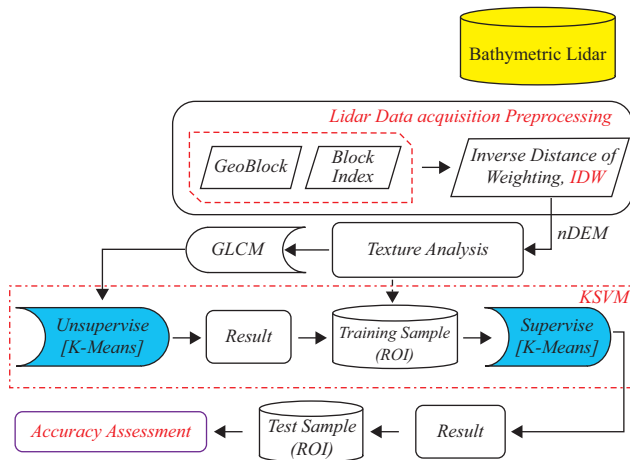 Bathymetric Lidar
Lidar Data acquisition Preprocessing
GeoBlock
Block
Index
Inverse Distance of
Weighting, IDW
nDEM
GLCM
Texture Analysis
KSVM
Unsupervise
[K-Means]
Result
Training Sample
(ROI)
Supervise
[K-Means]
Accuracy Assessment
Test Sample
(ROI)
Result